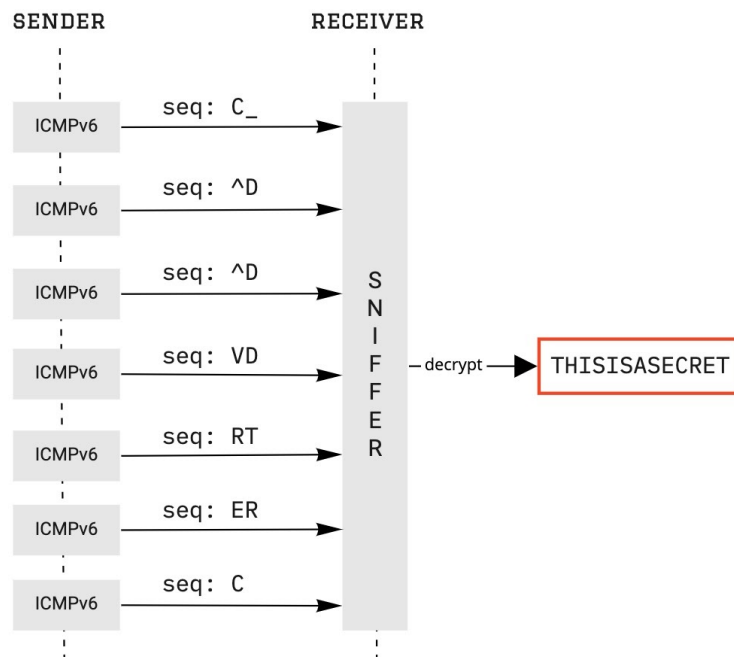 SENDER RECEIVER
ICMPv6 seq: C_
ICMPv6 seq: ^D
ICMPv6 seq: ^D
ICMPv6 seq: VD
ICMPv6 seq: RT
ICMPv6 seq: ER
ICMPv6 seq: C
SNIFFER
decrypt
THISISASECRET